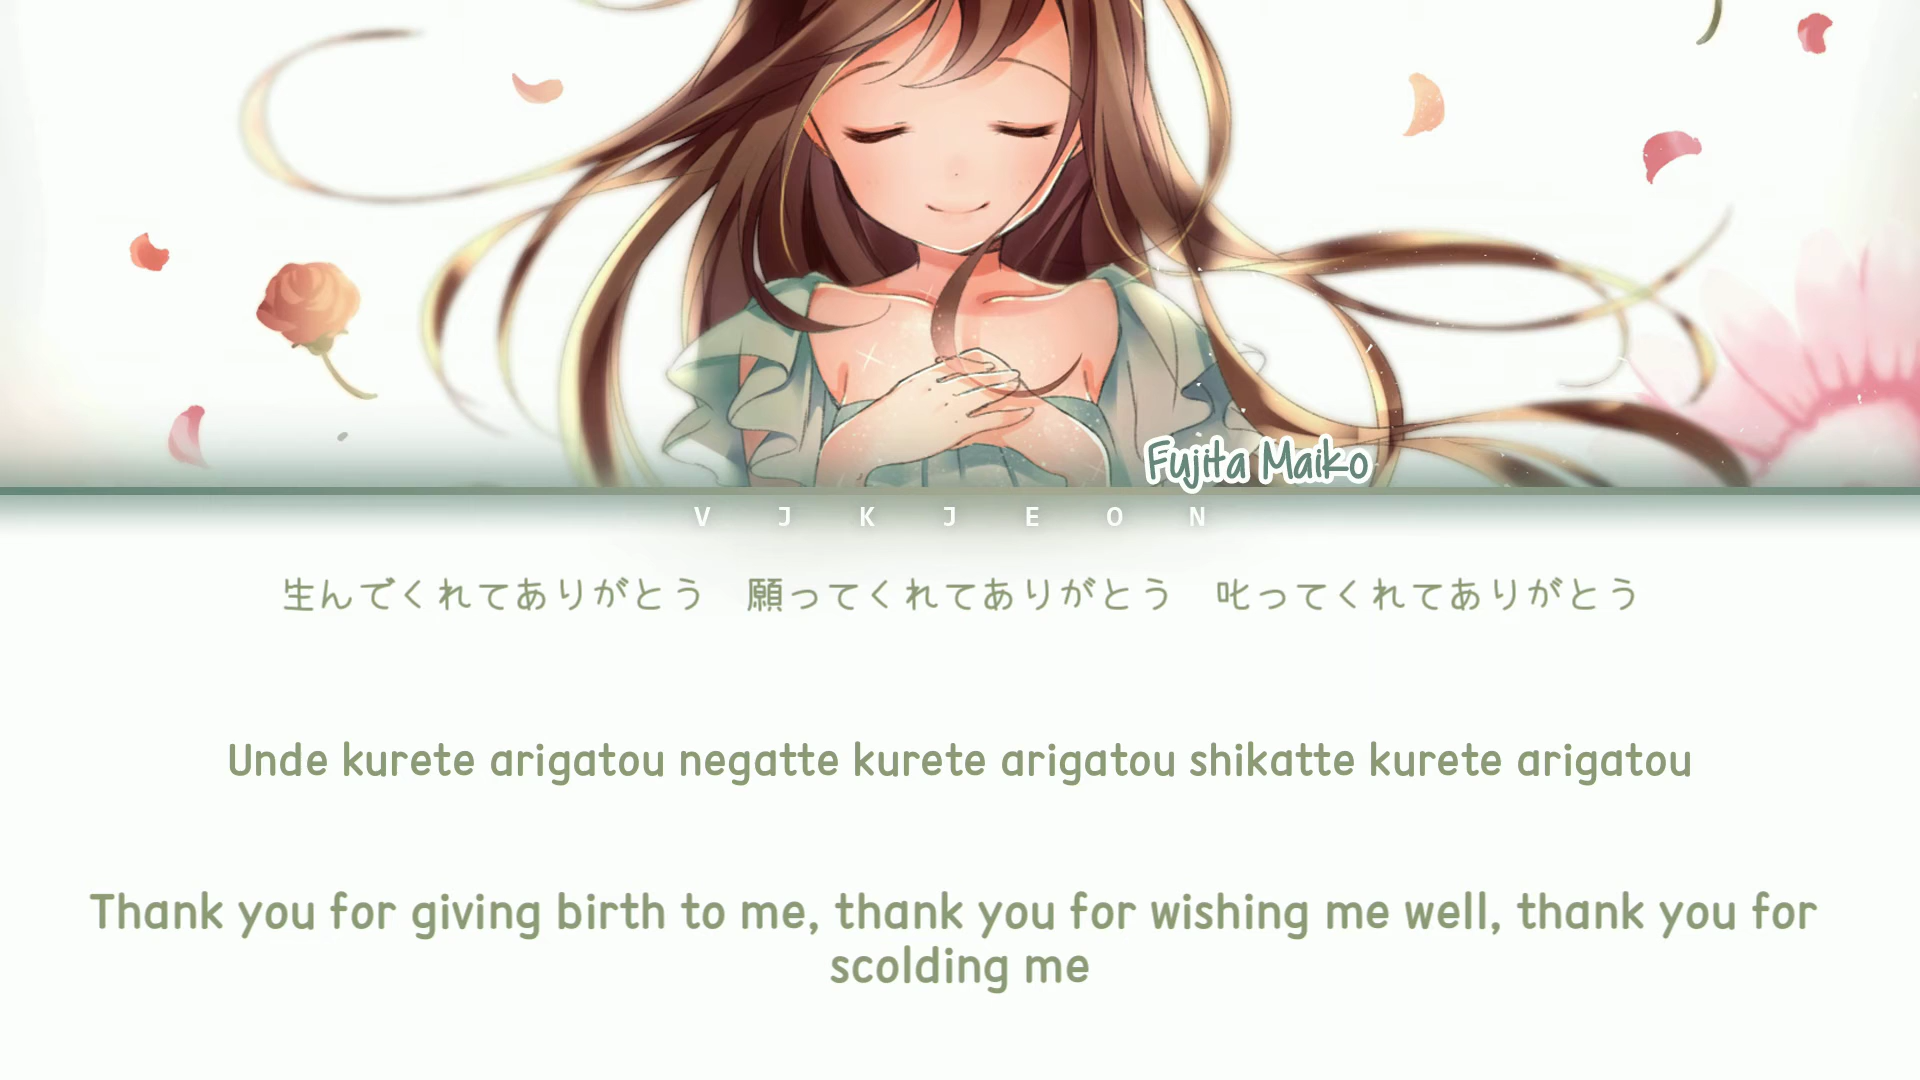 Fujita Maiko
V J K J E O N
生んでくれてありがとう 願ってくれてありがとう 叱ってくれてありがとう
Unde kurete arigatou negatte kurete arigatou shikatte kurete arigatou
Thank you for giving birth to me, thank you for wishing me well, thank you for
scolding me